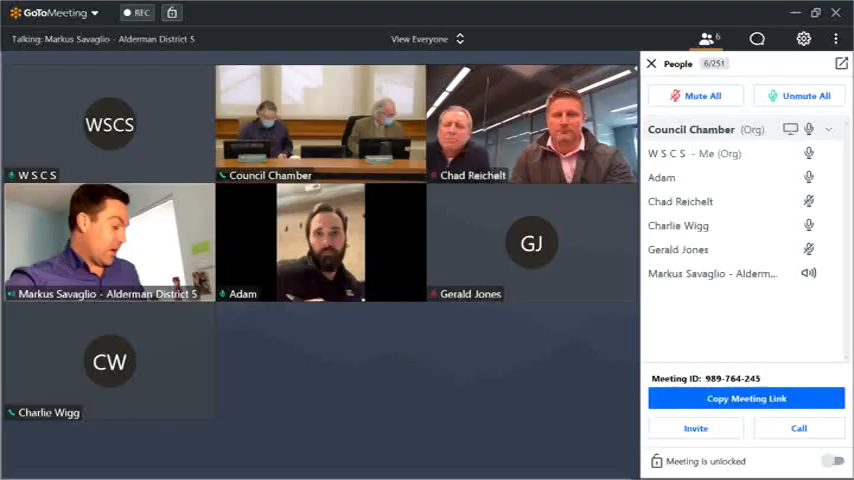 GoToMeeting
REC
Talking: Markus Savaglio - Alderman District 5
View Everyone
6
People
6/251
Mute All
Unmute All
Council Chamber (Org)
W S C S - Me (Org)
Adam
Chad Reichelt
Charlie Wigg
Gerald Jones
Markus Savaglio - Alderm...
WSCS
W S C S
Council Chamber
Chad Reichelt
Markus Savaglio - Alderman District 5
Adam
GJ
Gerald Jones
CW
Charlie Wigg
Meeting ID: 989-764-245
Copy Meeting Link
Invite
Call
Meeting is unlocked